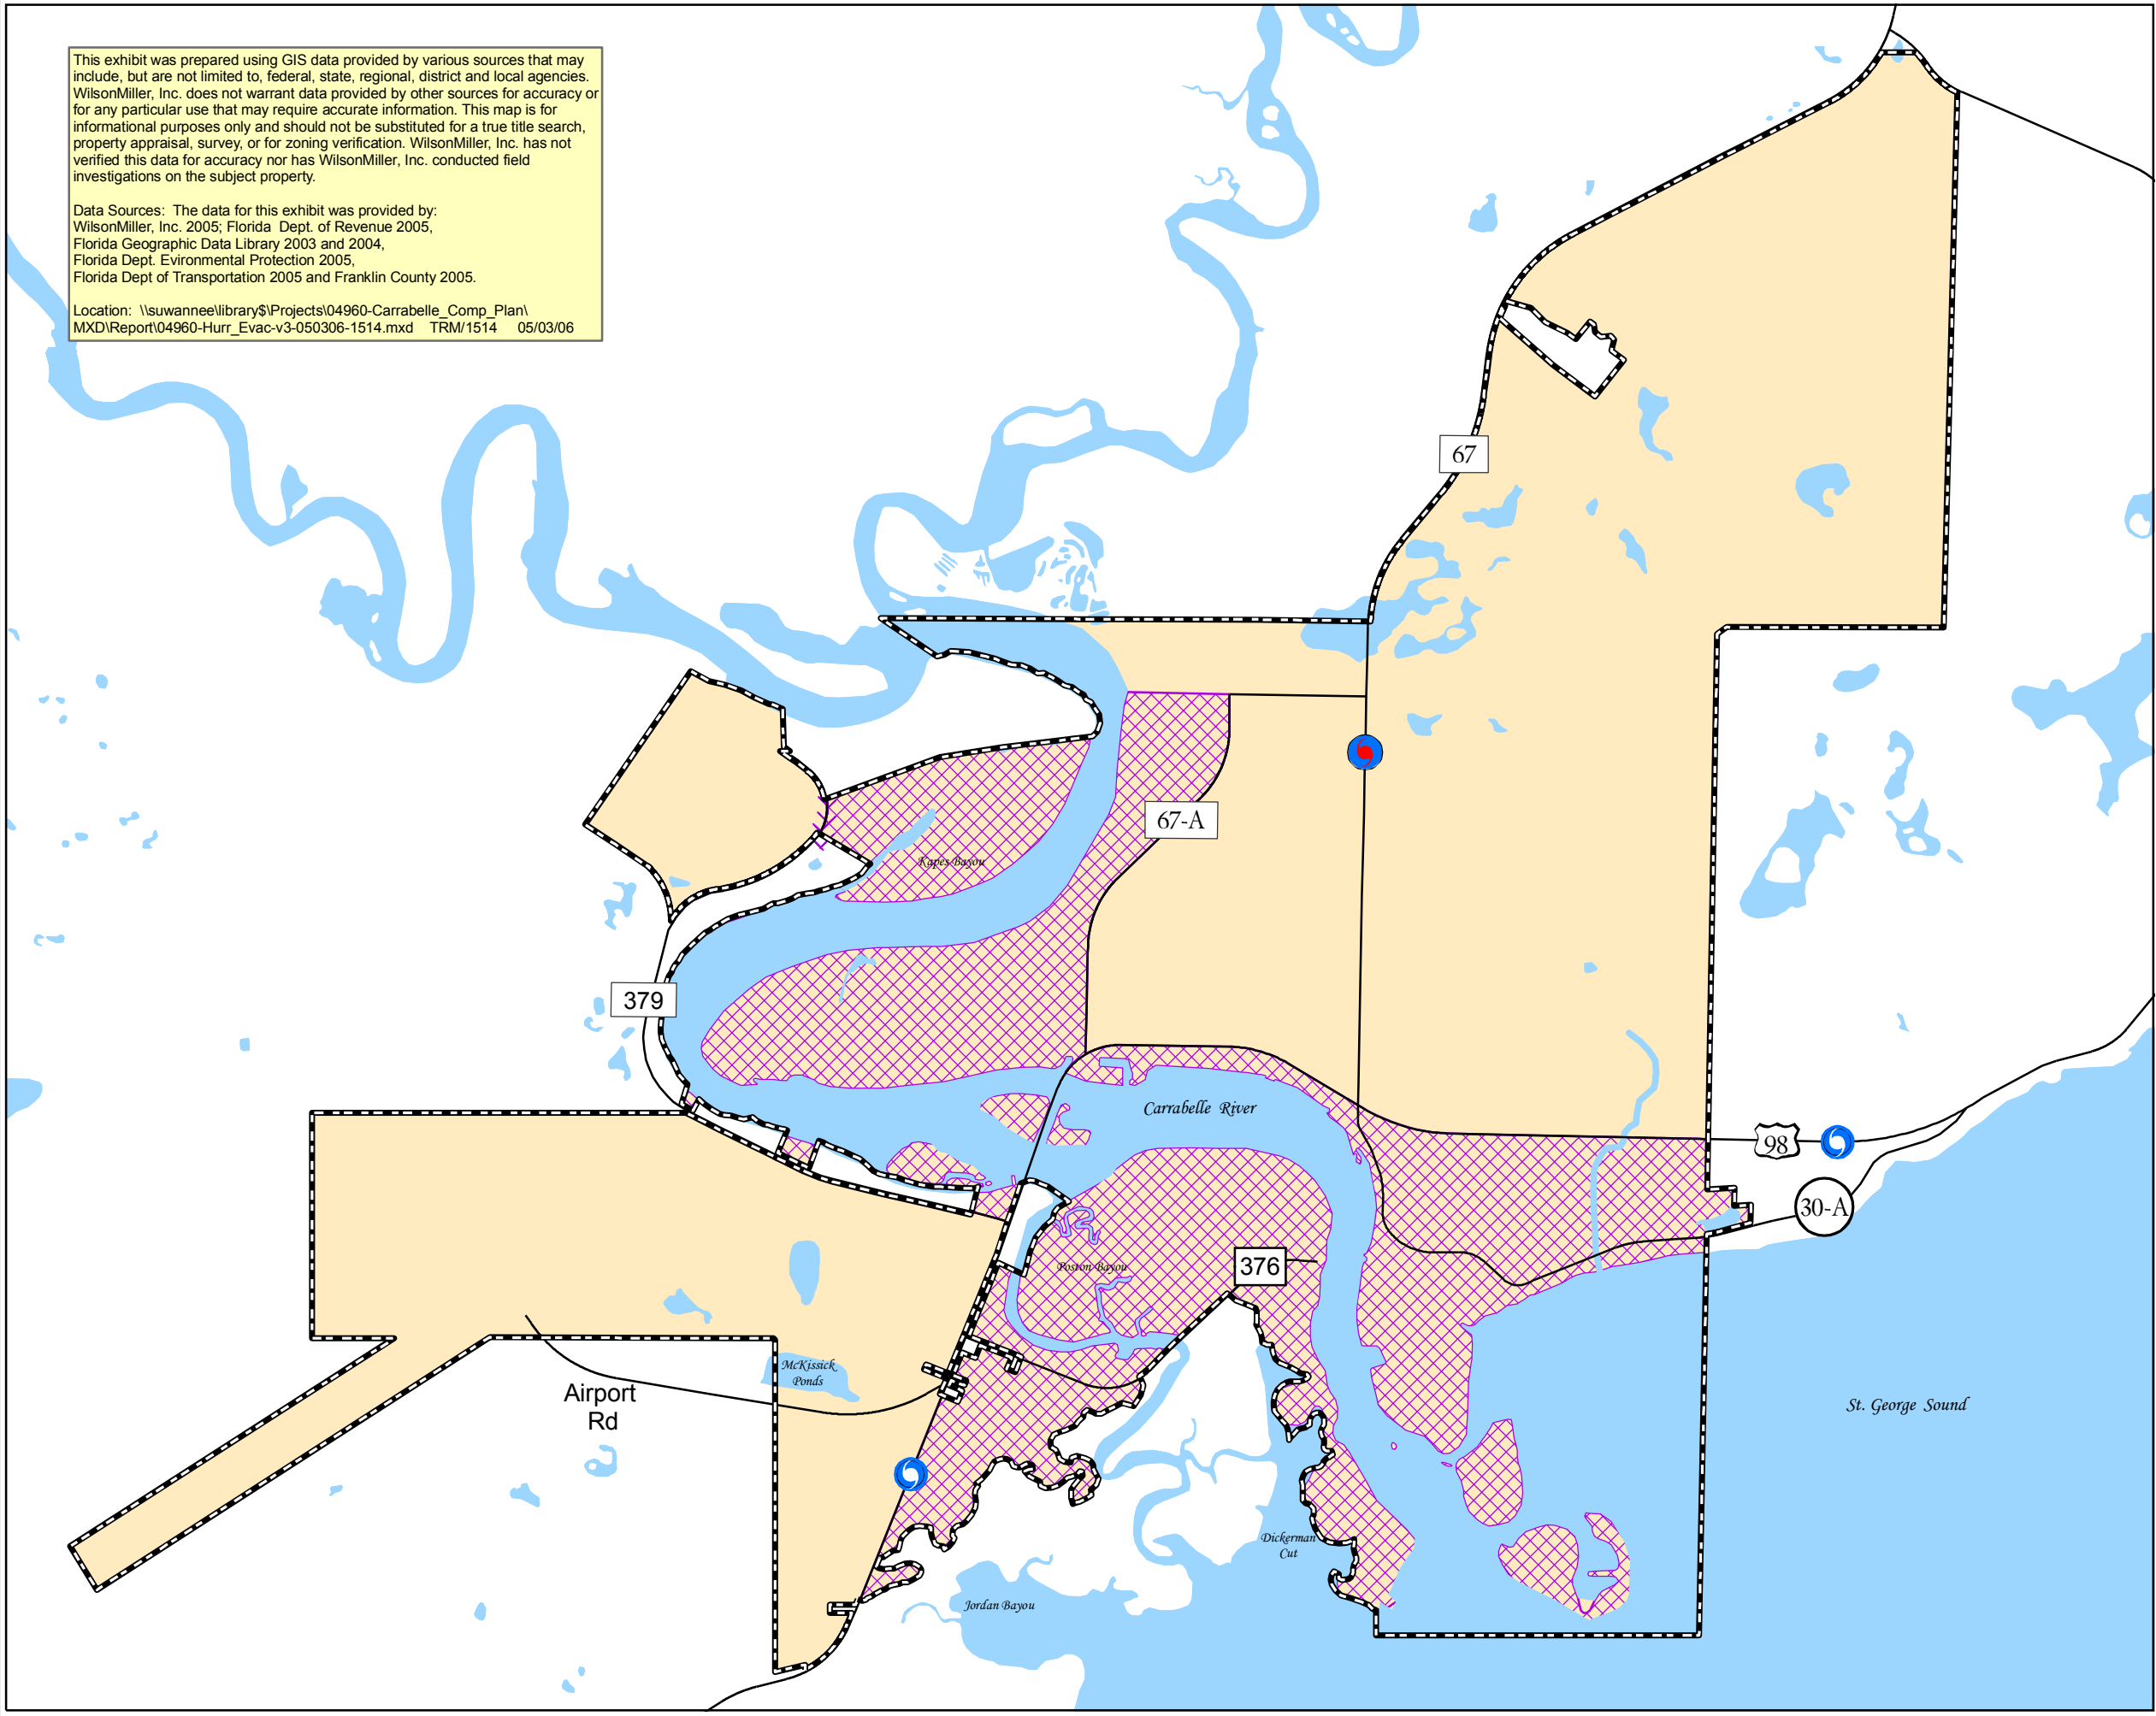 This exhibit was prepared using GIS data provided by various sources that may
include, but are not limited to, federal, state, regional, district and local agencies.
WilsonMiller, Inc. does not warrant data provided by other sources for accuracy or
for any particular use that may require accurate information. This map is for
informational purposes only and should not be substituted for a true title search,
property appraisal, survey, or for zoning verification. WilsonMiller, Inc. has not
verified this data for accuracy nor has WilsonMiller, Inc. conducted field
investigations on the subject property.
Data Sources: The data for this exhibit was provided by:
WilsonMiller, Inc. 2005; Florida Dept. of Revenue 2005,
Florida Geographic Data Library 2003 and 2004,
Florida Dept. Evironmental Protection 2005,
Florida Dept of Transportation 2005 and Franklin County 2005.
Location: \\suwannee\library$\Projects\04960-Carrabelle_Comp_Plan\
MXD\Report\04960-Hurr_Evac-v3-050306-1514.mxd TRM/1514 05/03/06
67
67-A
Kapes Bayou
379
Carrabelle River
98
30-A
376
Poston Bayou
McKissick
Ponds
Airport
Rd
St. George Sound
Dickerman
Cut
Jordan Bayou